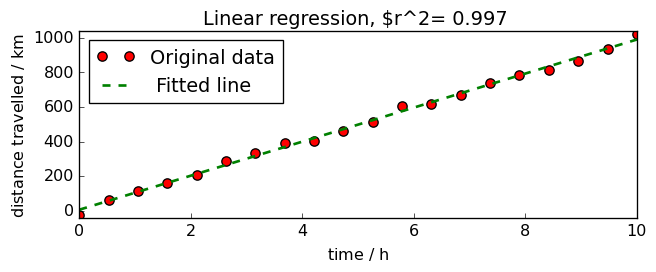 Linear regression, $r^2= 0.997
Original data
Fitted line
distance travelled / km
1000
800
600
400
200
0
0 2 4 6 8 10
time / h